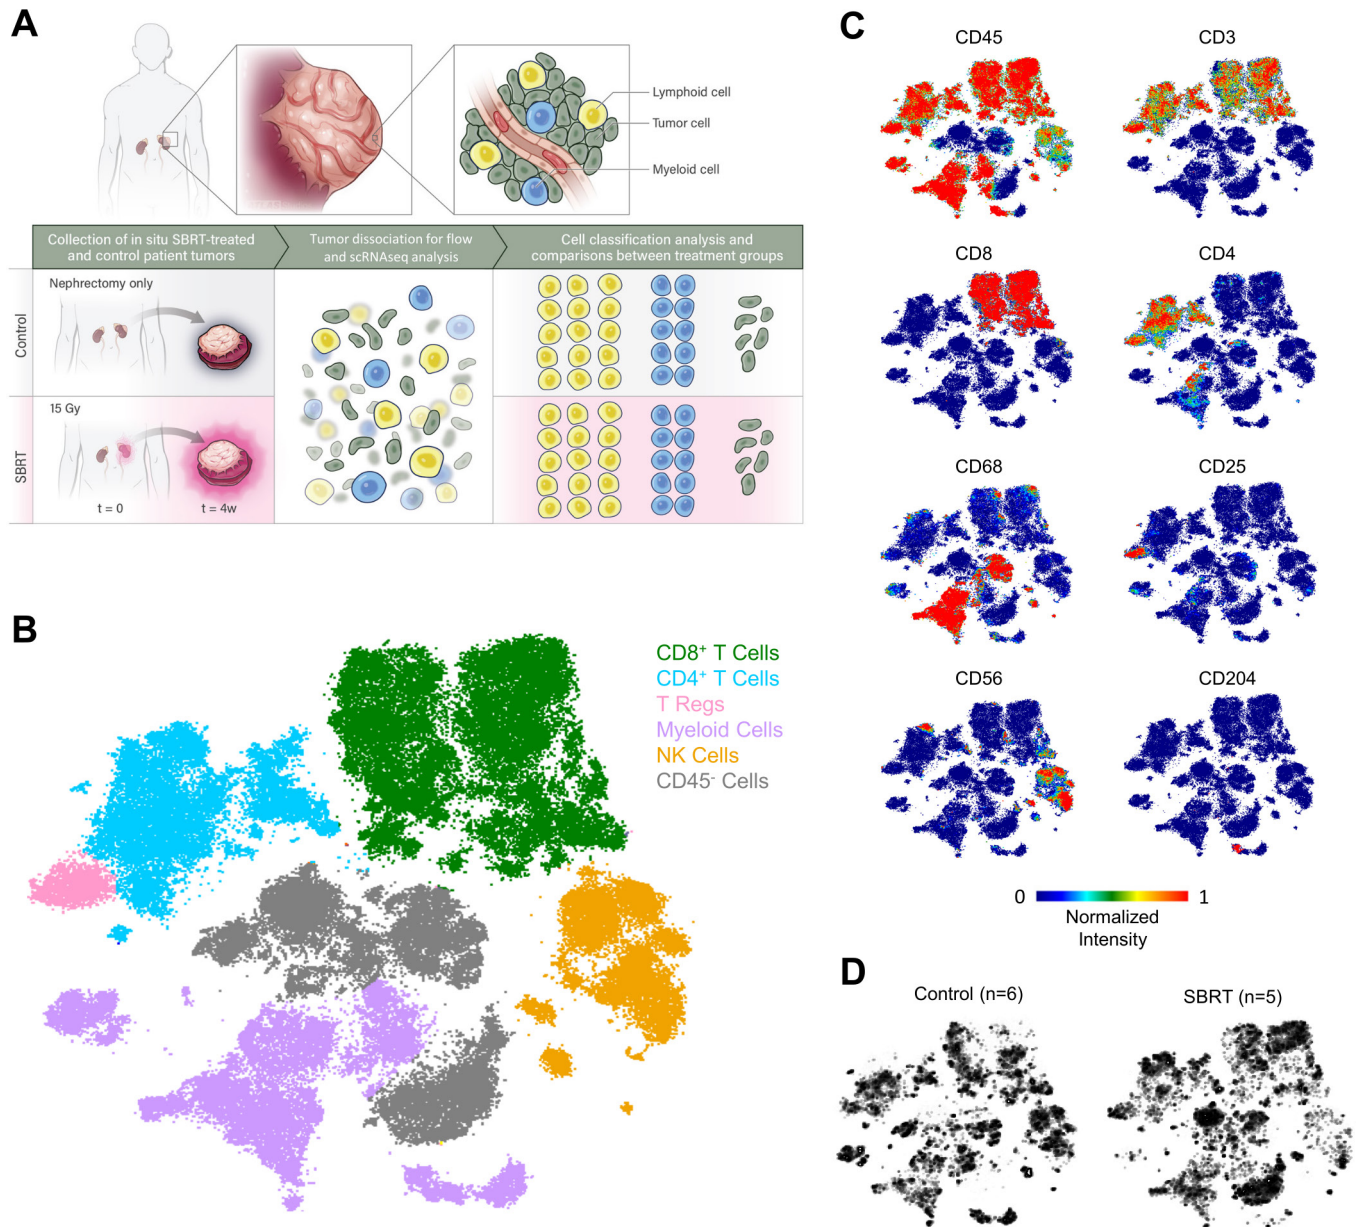 A
Lymphoid cell
Tumor cell
Myeloid cell
Collection of in situ SBRT-treated
and control patient tumors
Tumor dissociation for flow
and scRNAseq analysis
Cell classification analysis and
comparisons between treatment groups
Control
Nephrectomy only
SBRT
15 Gy
t = 0
t = 4w
B
CD8⁺ T Cells
CD4⁺ T Cells
T Regs
Myeloid Cells
NK Cells
CD45⁻ Cells
C
CD45
CD3
CD8
CD4
CD68
CD25
CD56
CD204
0
1
Normalized
Intensity
D
Control (n=6)
SBRT (n=5)